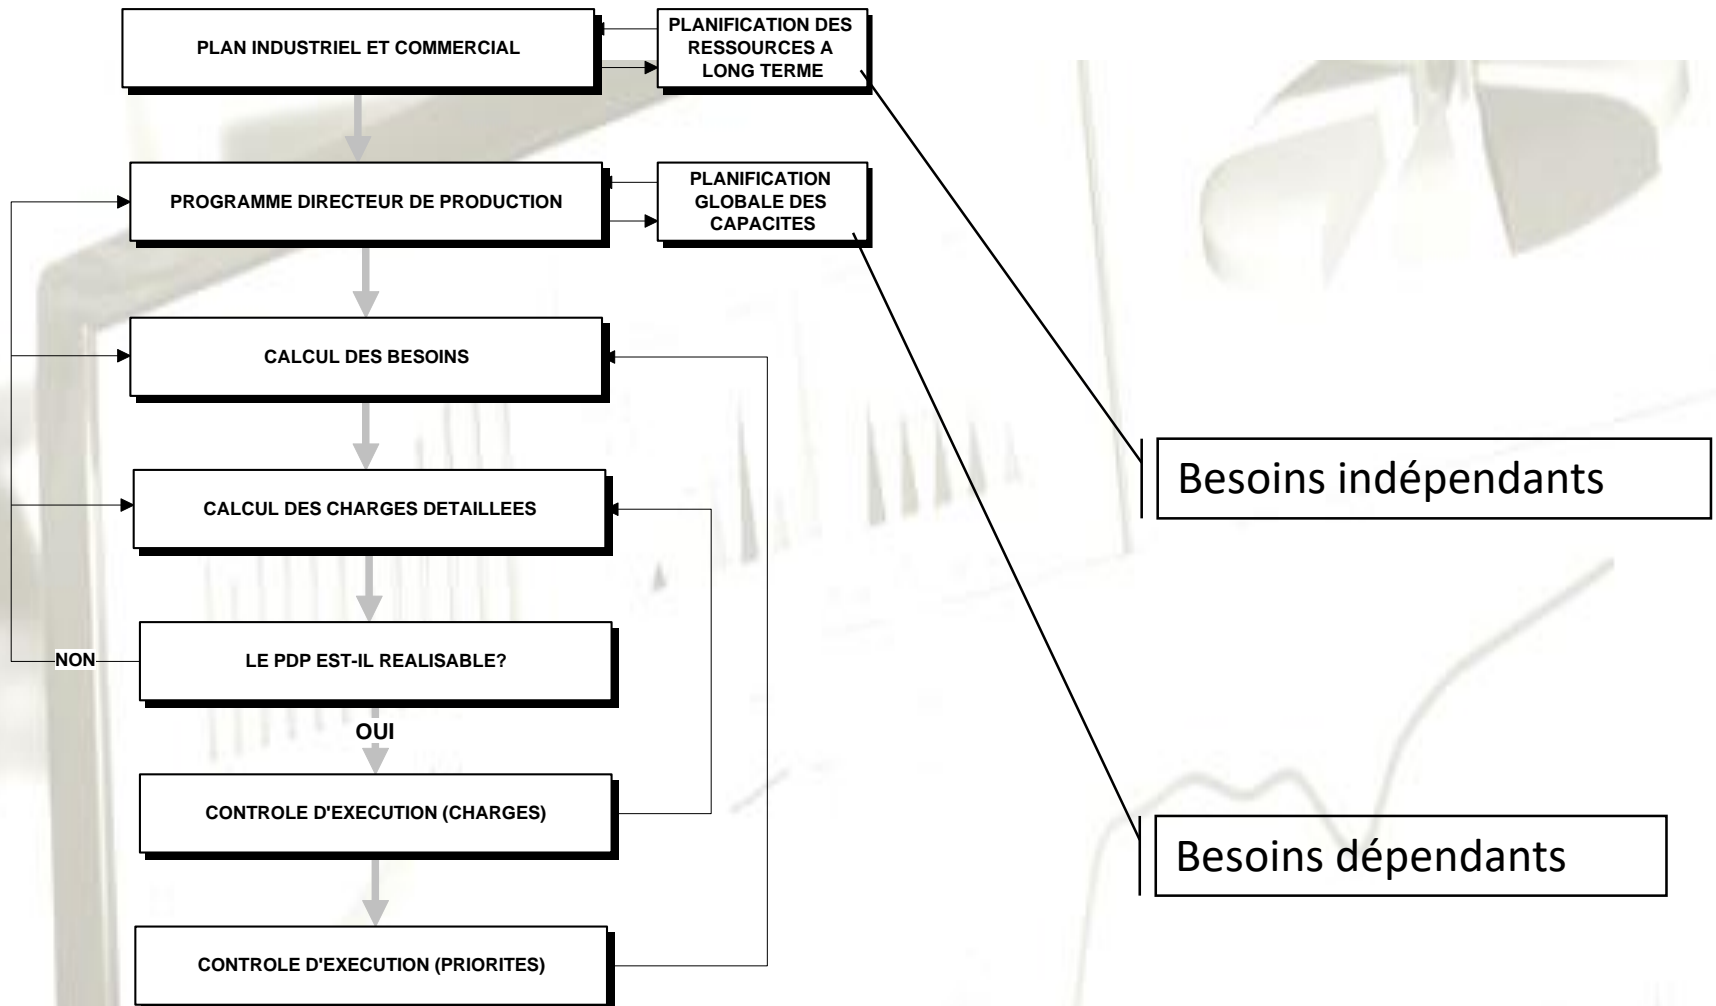 PLAN INDUSTRIEL ET COMMERCIAL
PLANIFICATION DES
RESSOURCES A
LONG TERME
PROGRAMME DIRECTEUR DE PRODUCTION
PLANIFICATION
GLOBALE DES
CAPACITES
CALCUL DES BESOINS
Besoins indépendants
CALCUL DES CHARGES DETAILLEES
NON
LE PDP EST-IL REALISABLE?
OUI
CONTROLE D'EXECUTION (CHARGES)
Besoins dépendants
CONTROLE D'EXECUTION (PRIORITES)